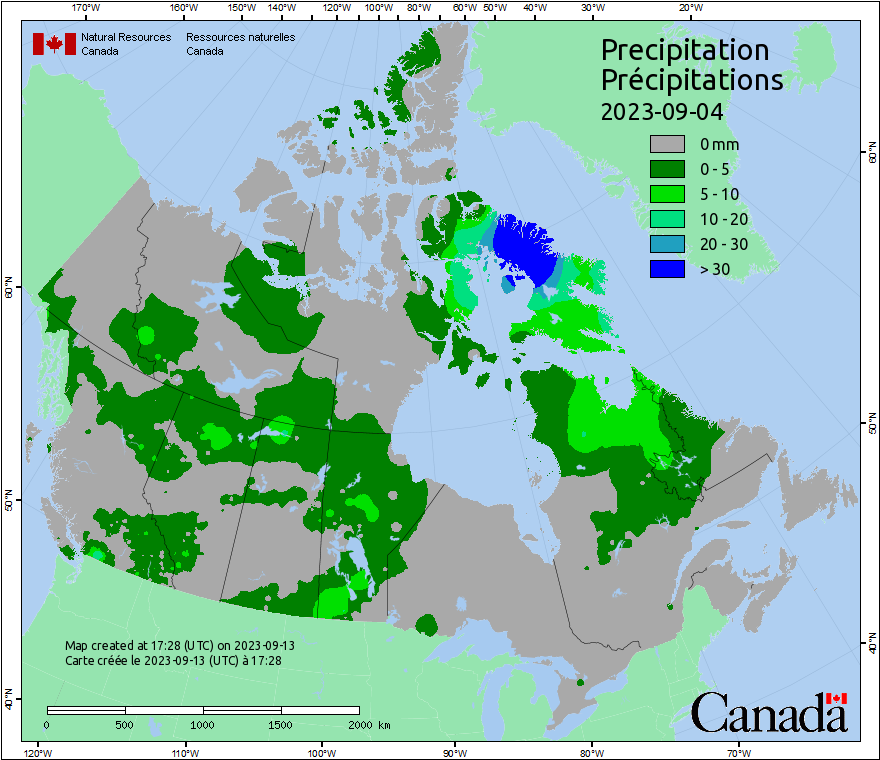 170°W 160°W 150°W 140°W 130°W 120°W 110°W 100°W 90°W 80°W 70°W 60°W 50°W 40°W 30°W 20°W
Natural Resources Canada
Ressources naturelles Canada
Precipitation
Précipitations
2023-09-04
0 mm
0 - 5
5 - 10
10 - 20
20 - 30
> 30
60°N
60°N
50°N
50°N
40°N
40°N
Map created at 17:28 (UTC) on 2023-09-13
Carte créée le 2023-09-13 (UTC) à 17:28
0 500 1000 1500 2000 km
Canada
120°W 110°W 100°W 90°W 80°W 70°W